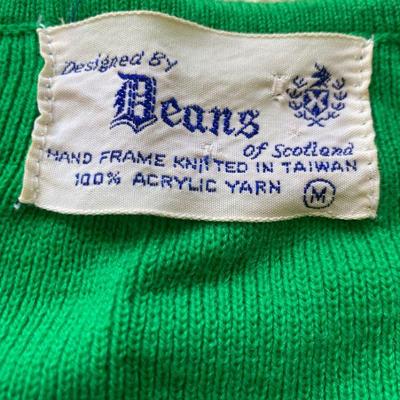 Designed By
Deans
of Scotland
HAND FRAME KNITTED IN TAIWAN
100% ACRYLIC YARN M